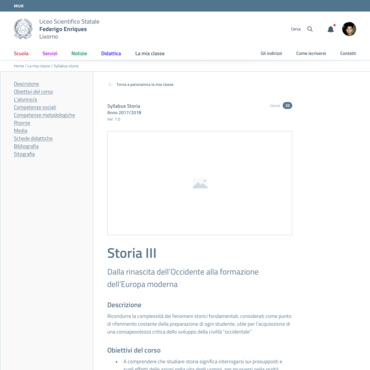 MIUR
Liceo Scientifico Statale
Federigo Enriques
Livorno
Cerca
Scuola
Servizi
Notizie
Didattica
La mia classe
Gli indirizzi
Come iscriversi
Contatti
Home / La mia classe / Syllabus storia
Descrizione
Obiettivi del corso
L'alunno/a
Competenze sociali
Competenze metodologiche
Risorse
Media
Schede didattiche
Bibliografia
Sitografia
Torna a panoramica la mia classe
Syllabus Storia
Anno 2017/2018
Ver. 1.0
Storia III
Dalla rinascita dell'Occidente alla formazione
dell'Europa moderna
Descrizione
Ricondurre la complessità dei fenomeni storici fondamentali, considerati come punto
di riferimento costante della preparazione di ogni studente, utile per l'acquisizione di
una consapevolezza critica dello sviluppo della civiltà "occidentale"
Obiettivi del corso
A comprendere che studiare storia significa interrogarsi sui presupposti e